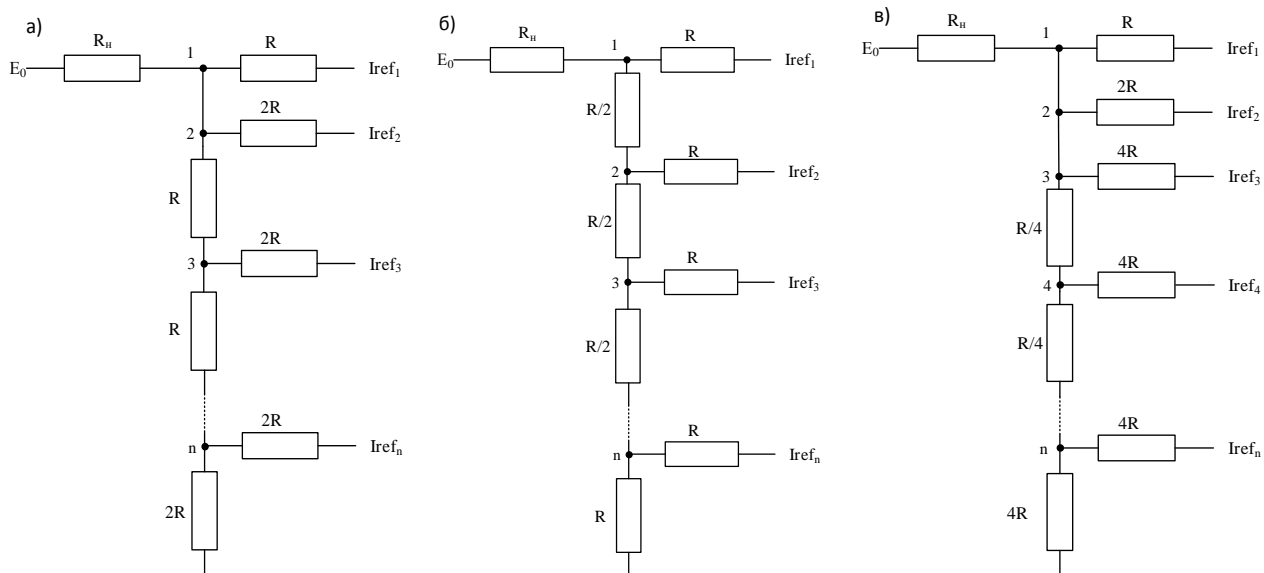 а)
Rн
1
R
E0
Iref1
2R
2
Iref2
R
2R
3
Iref3
R
2R
n
Irefn
2R
б)
Rн
1
R
E0
Iref1
R/2
R
2
Iref2
R/2
R
3
Iref3
R/2
R
n
Irefn
R
в)
Rн
1
R
E0
Iref1
2R
2
Iref2
4R
3
Iref3
R/4
4R
4
Iref4
R/4
4R
n
Irefn
4R